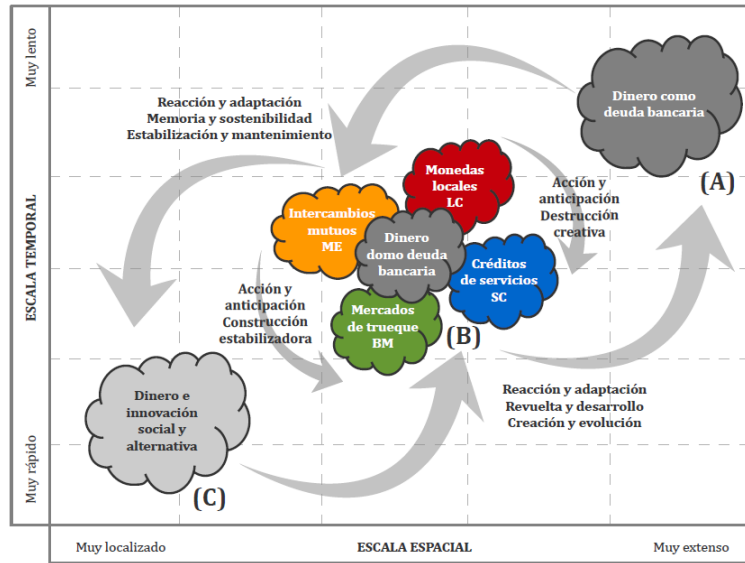 Muy lento
ESCALA TEMPORAL
Muy rápido
Reacción y adaptación
Memoria y sostenibilidad
Estabilización y mantenimiento
Dinero como
deuda bancaria
(A)
Monedas
locales
LC
Acción y
anticipación
Destrucción
creativa
Intercambios
mutuos
ME
Dinero
domo deuda
bancaria
Créditos
de servicios
SC
Acción y
anticipación
Construcción
estabilizadora
Mercados
de trueque
BM
(B)
Reacción y adaptación
Revuelta y desarrollo
Creación y evolución
Dinero e
innovación
social y
alternativa
(C)
Muy localizado
ESCALA ESPACIAL
Muy extenso